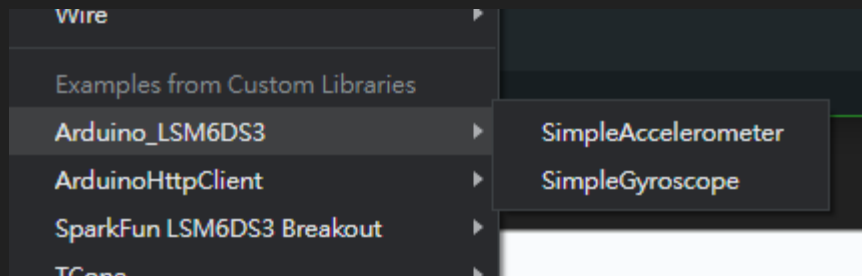 Wire
Examples from Custom Libraries
Arduino_LSM6DS3
SimpleAccelerometer
ArduinoHttpClient
SimpleGyroscope
SparkFun LSM6DS3 Breakout